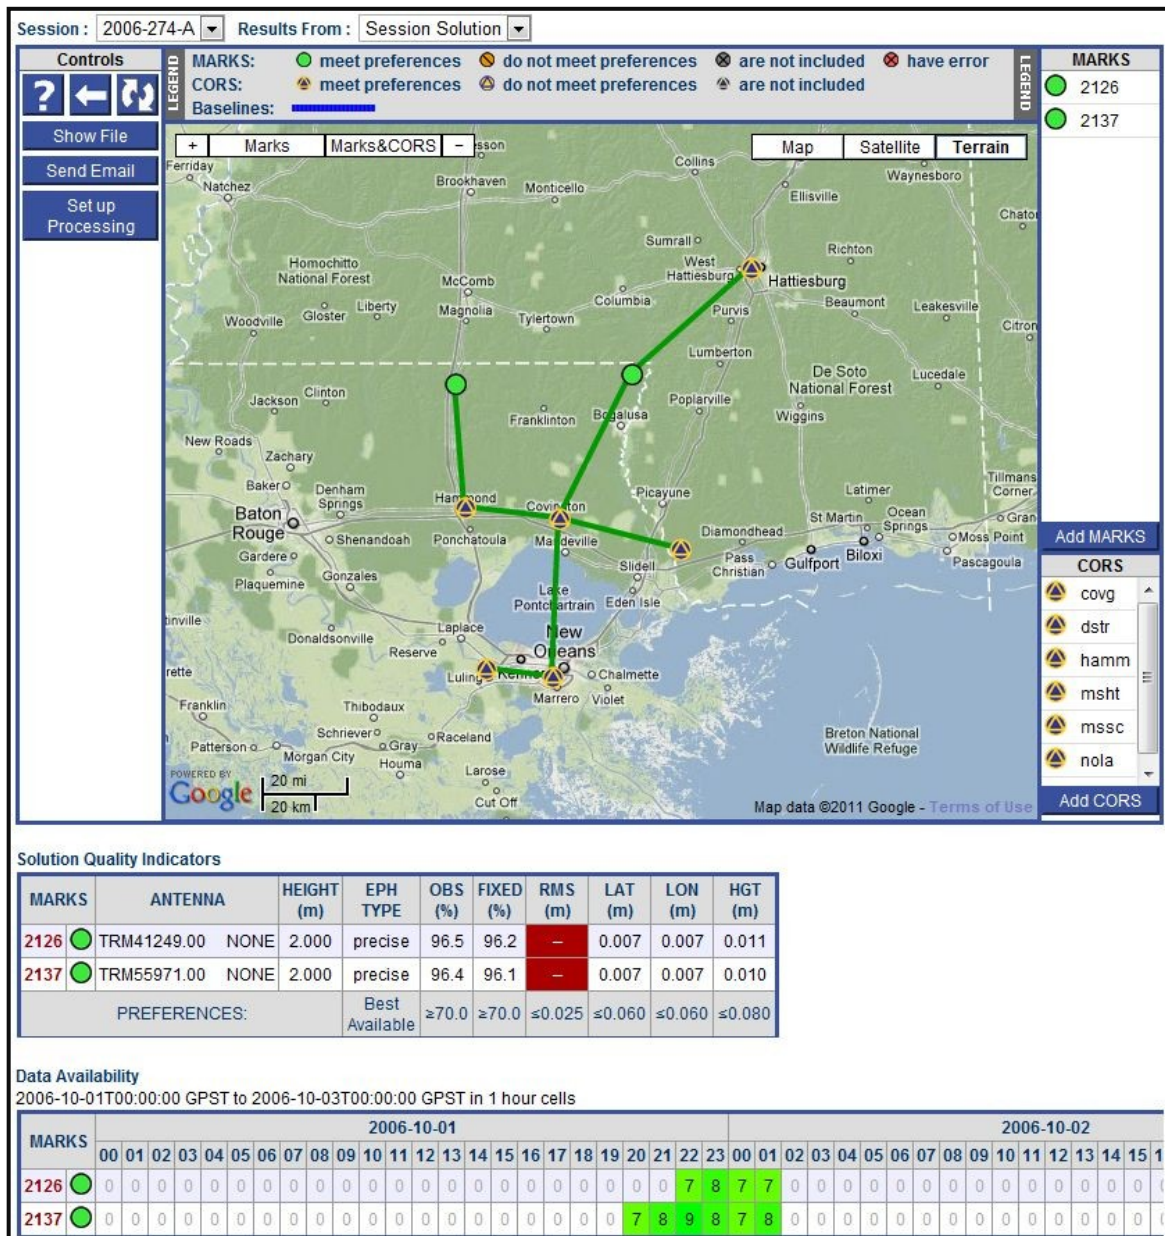 Session : 2006-274-A Results From : Session Solution
Controls
?
Show File
Send Email
Set up
Processing
LEGEND
MARKS: meet preferences do not meet preferences are not included have error
CORS: meet preferences do not meet preferences are not included
Baselines:
LEGEND
MARKS
2126
2137
Add MARKS
CORS
covg
dstr
hamm
msht
mssc
nola
Add CORS
+ Marks Marks&CORS −
Map Satellite Terrain
Ferriday
Natchez
Brookhaven
Monticello
Collins
Waynesboro
Ellisville
Sumrall
West
Hattiesburg
Hattiesburg
Richton
Homochitto
National Forest
McComb
Columbia
Beaumont
Leakesville
Woodville
Gloster
Liberty
Magnolia
Tylertown
Purvis
Lumberton
De Soto
National Forest
Lucedale
Jackson
Clinton
Franklinton
Bogalusa
Poplarville
Wiggins
New Roads
Zachary
Baker
Denham
Springs
Hammond
Covington
Picayune
Latimer
Tillmans
Corner
Baton
Rouge
Shenandoah
Ponchatoula
Mandeville
Diamondhead
St Martin
Ocean
Springs
Moss Point
Gardere
Plaquemine
Gonzales
Slidell
Pass
Christian
Gulfport
Biloxi
Pascagoula
Lake
Pontchartrain
Eden Isle
Donaldsonville
Laplace
Reserve
New
Orleans
Luling
Kenner
Chalmette
Marrero
Violet
Franklin
Thibodaux
Schriever
Gray
Raceland
Patterson
Morgan City
Houma
Breton National
Wildlife Refuge
Larose
Cut Off
POWERED BY
Google
20 mi
20 km
Map data ©2011 Google - Terms of Use
Solution Quality Indicators
MARKS ANTENNA HEIGHT (m) EPH TYPE OBS (%) FIXED (%) RMS (m) LAT (m) LON (m) HGT (m)
2126 TRM41249.00 NONE 2.000 precise 96.5 96.2 – 0.007 0.007 0.011
2137 TRM55971.00 NONE 2.000 precise 96.4 96.1 – 0.007 0.007 0.010
PREFERENCES: Best Available ≥70.0 ≥70.0 ≤0.025 ≤0.060 ≤0.060 ≤0.080
Data Availability
2006-10-01T00:00:00 GPST to 2006-10-03T00:00:00 GPST in 1 hour cells
MARKS 2006-10-01 2006-10-02
00 01 02 03 04 05 06 07 08 09 10 11 12 13 14 15 16 17 18 19 20 21 22 23 00 01 02 03 04 05 06 07 08 09 10 11 12 13 14 15
2126 0 0 0 0 0 0 0 0 0 0 0 0 0 0 0 0 0 0 0 0 0 0 7 8 7 7 0 0 0 0 0 0 0 0 0 0 0 0 0 0
2137 0 0 0 0 0 0 0 0 0 0 0 0 0 0 0 0 0 0 0 0 7 8 9 8 7 8 0 0 0 0 0 0 0 0 0 0 0 0 0 0